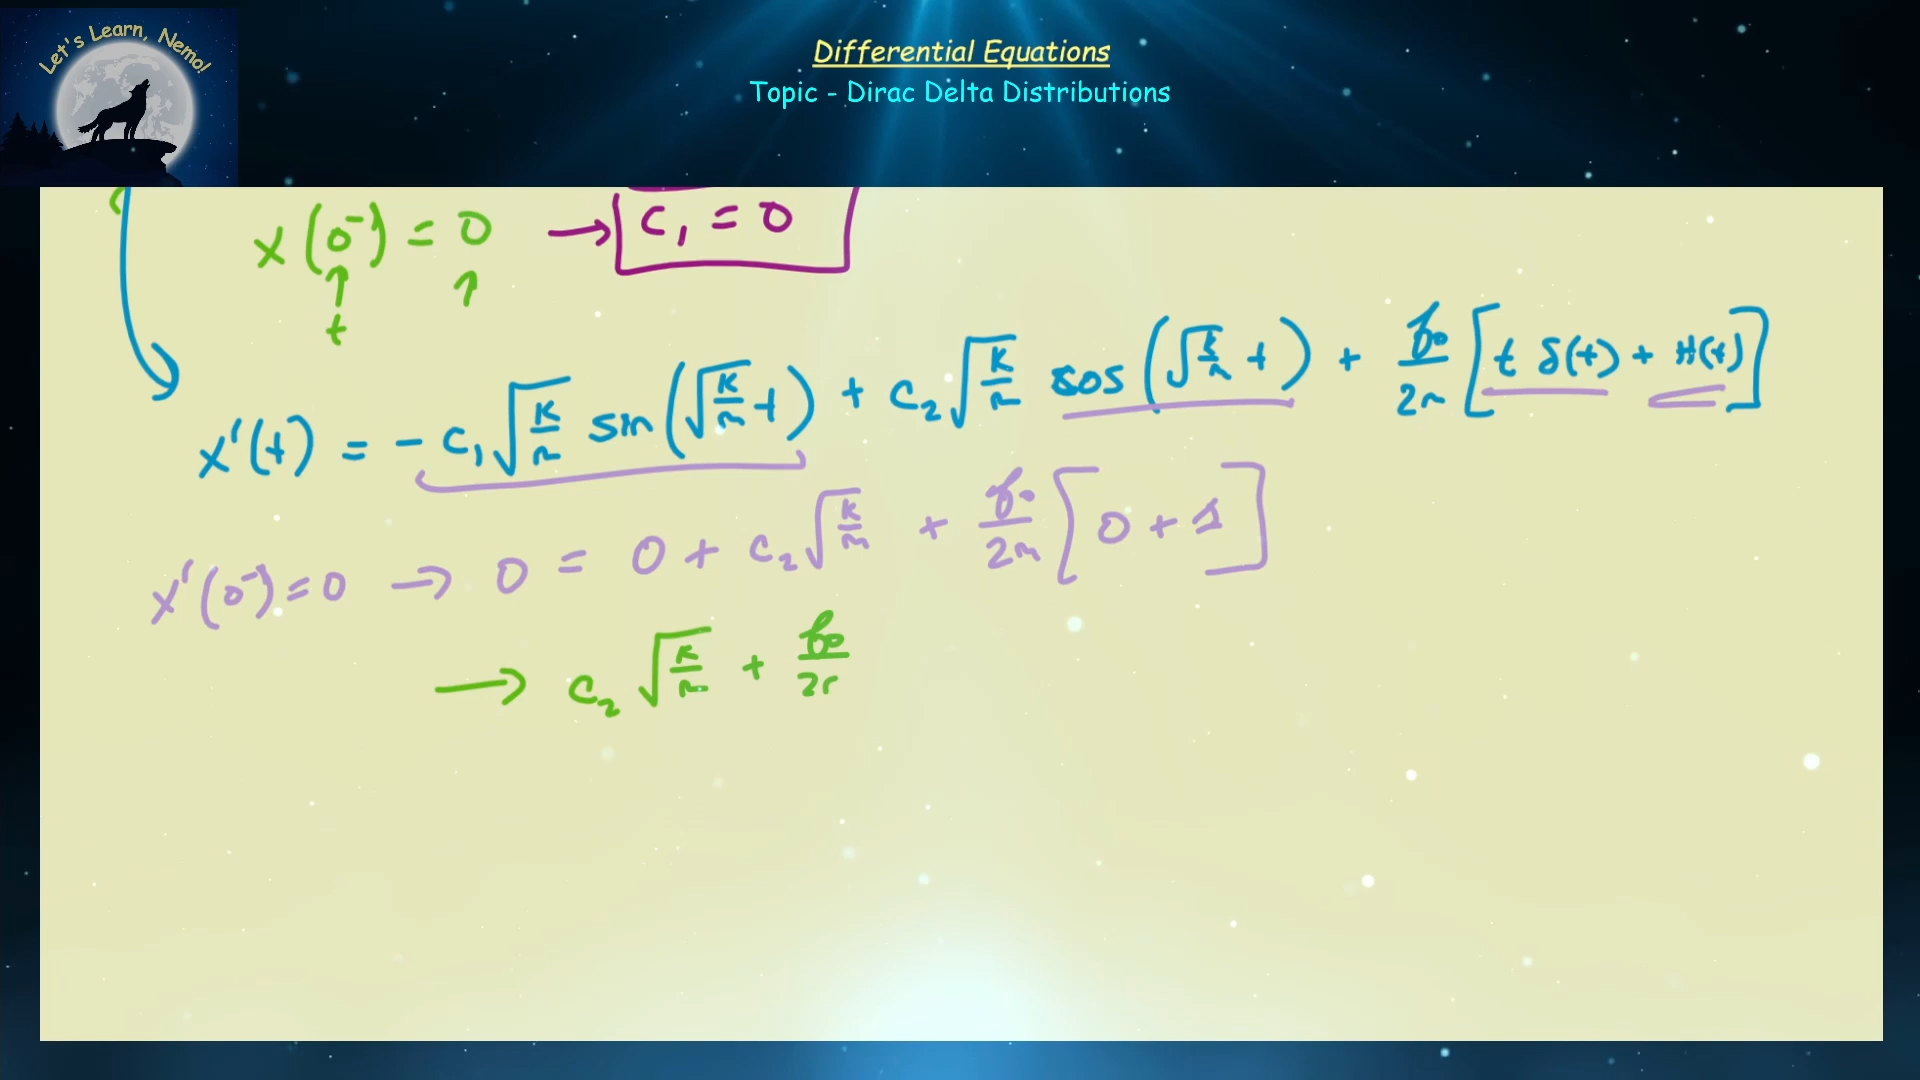 Let's Learn, Nemo!
Differential Equations
Topic - Dirac Delta Distributions
x(0⁻) = 0 → c₁ = 0
↑ ↑
t
x'(t) = -c₁√(k/m) sin(√(k/m) t) + c₂√(k/m) cos(√(k/m) t) + f₀/2m [t δ(t) + H(t)]
x'(0⁻) = 0 → 0 = 0 + c₂√(k/m) + f₀/2m [0 + 1]
→ c₂√(k/m) + f₀/2r